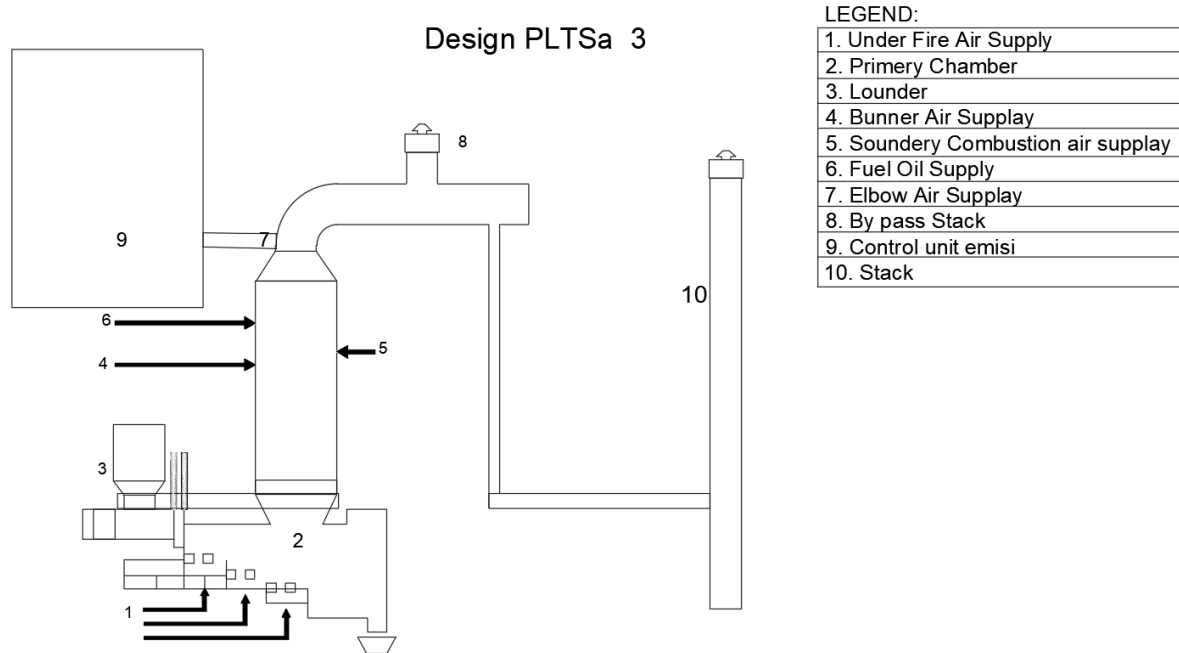 Design PLTSa 3
LEGEND:
1. Under Fire Air Supply
2. Primery Chamber
3. Lounder
4. Bunner Air Supplay
5. Soundery Combustion air supplay
6. Fuel Oil Supply
7. Elbow Air Supplay
8. By pass Stack
9. Control unit emisi
10. Stack
8
9
7
10
6
5
4
3
2
1